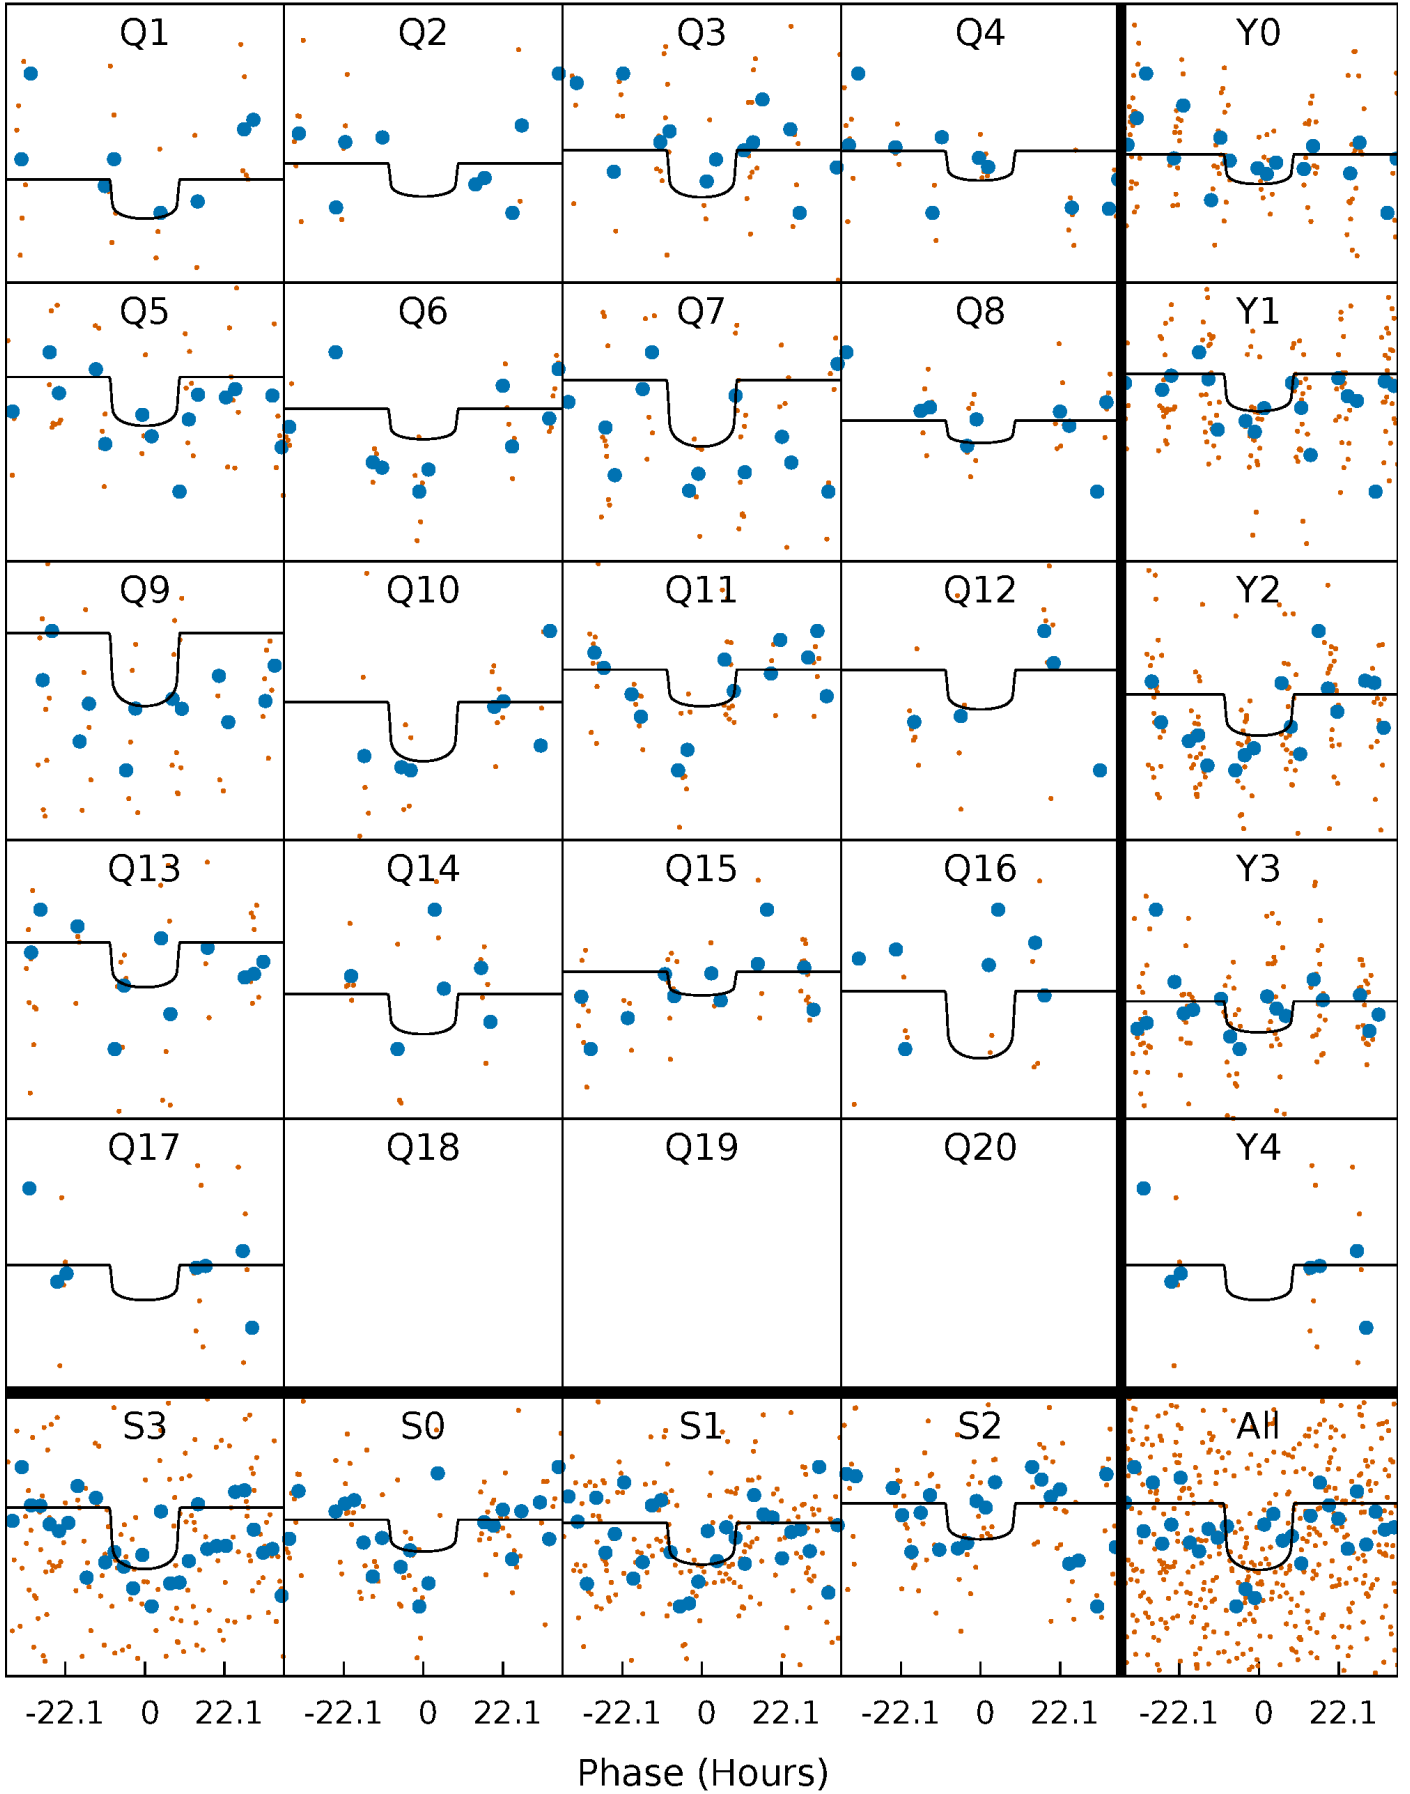 Q1 Q2 Q3 Q4 Y0
Q5 Q6 Q7 Q8 Y1
Q9 Q10 Q11 Q12 Y2
Q13 Q14 Q15 Q16 Y3
Q17 Q18 Q19 Q20 Y4
S3 S0 S1 S2 All
-22.1 0 22.1 -22.1 0 22.1 -22.1 0 22.1 -22.1 0 22.1 -22.1 0 22.1
Phase (Hours)